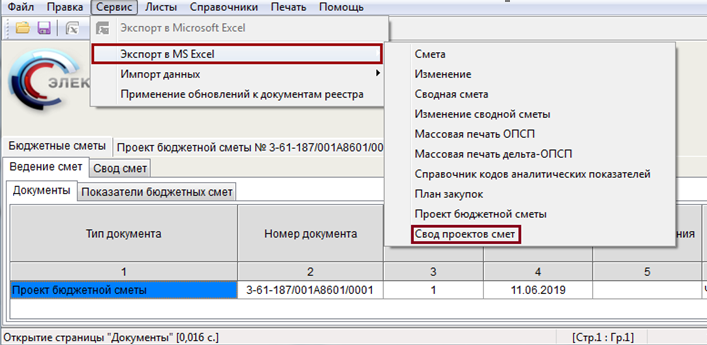 Файл Правка Сервис Листы Справочники Печать Помощь
Экспорт в Microsoft Excel
Экспорт в MS Excel
Импорт данных
Применение обновлений к документам реестра
Смета
Изменение
Сводная смета
Изменение сводной сметы
Массовая печать ОПСП
Массовая печать дельта-ОПСП
Справочник кодов аналитических показателей
План закупок
Проект бюджетной сметы
Свод проектов смет
ЭЛЕК
Бюджетные сметы Проект бюджетной сметы № 3-61-187/001A8601/00
Ведение смет Свод смет
Документы Показатели бюджетных смет
Тип документа Номер документа ния
1 2 3 4 5
Проект бюджетной сметы 3-61-187/001A8601/0001 1 11.06.2019
Открытие страницы "Документы" [0,016 с.] [Стр.1 : Гр.1]